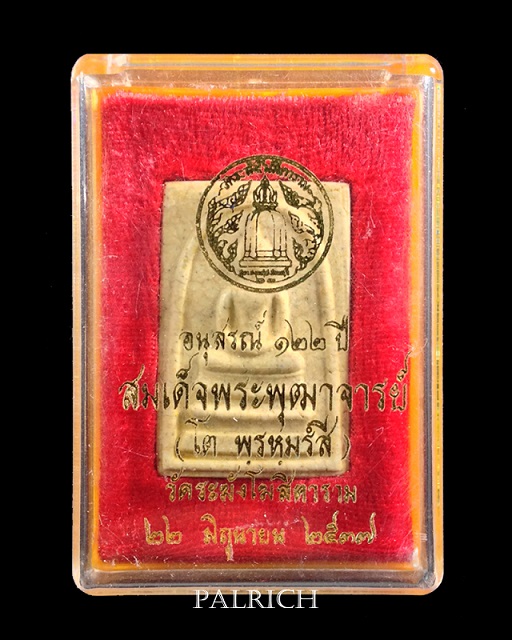 อนุสรณ์ ๑๒๒ ปี
สมเด็จพระพุฒาจารย์
( โต พรหมรํสี )
วัดระฆังโฆสิตาราม
๒๒ มิถุนายน ๒๕๓๗
PALRICH